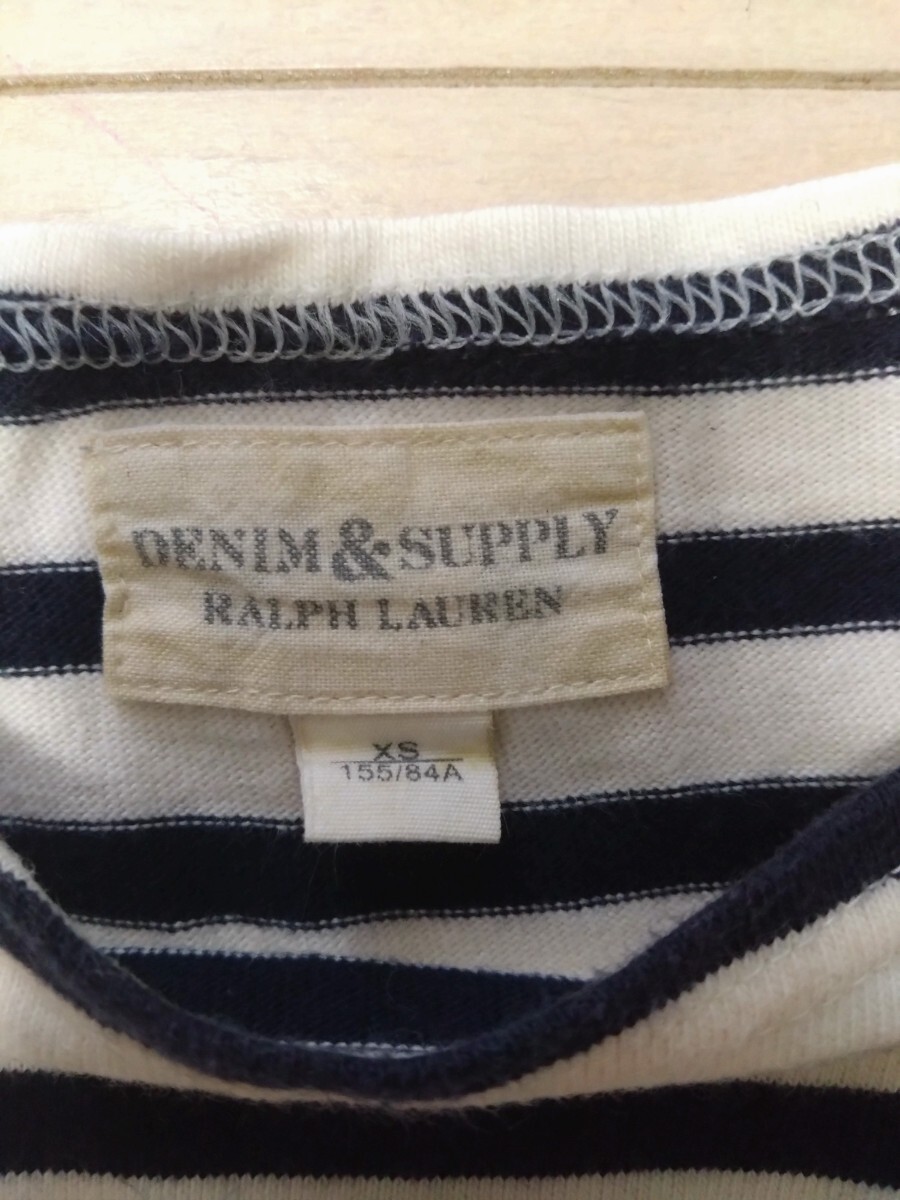 DENIM & SUPPLY
RALPH LAUREN
XS
155/84A